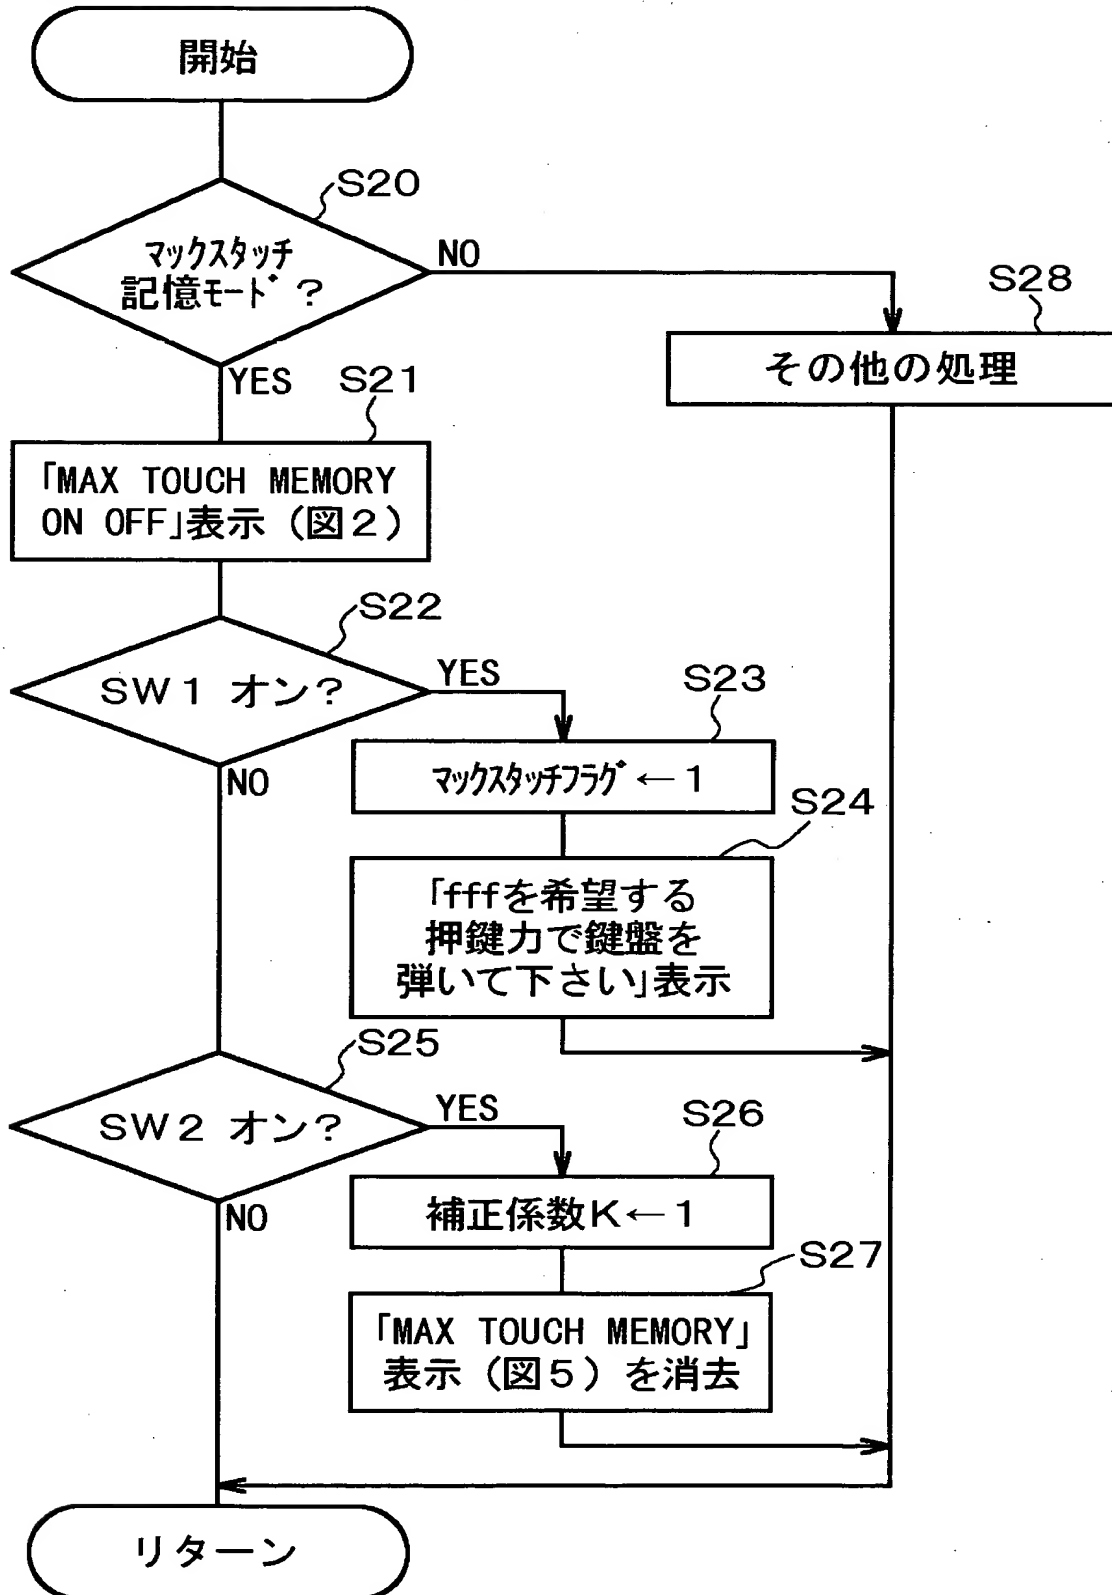 開始
S20
マックスタッチ
記憶モード?
NO
S28
その他の処理
YES
S21
「MAX TOUCH MEMORY
ON OFF」表示（図2）
S22
SW1 オン?
YES
S23
マックスタッチフラグ←1
NO
S24
「fffを希望する
押鍵力で鍵盤を
弾いて下さい」表示
S25
SW2 オン?
YES
S26
補正係数K←1
NO
S27
「MAX TOUCH MEMORY」
表示（図5）を消去
リターン